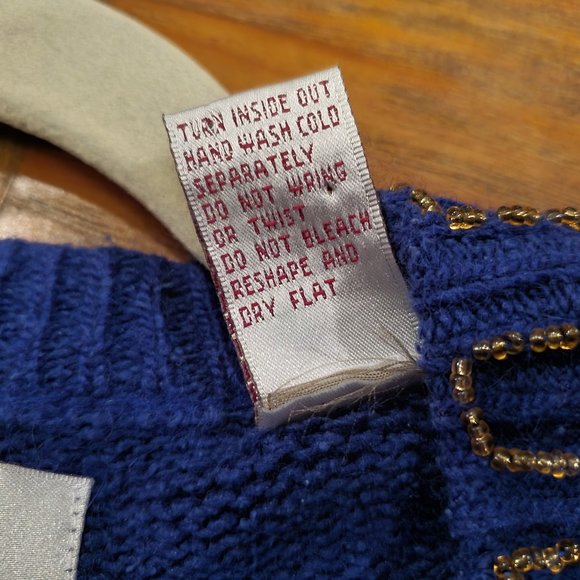 TURN INSIDE OUT
HAND WASH COLD
SEPARATELY
DO NOT WRING
OR TWIST
DO NOT BLEACH
RESHAPE AND
DRY FLAT